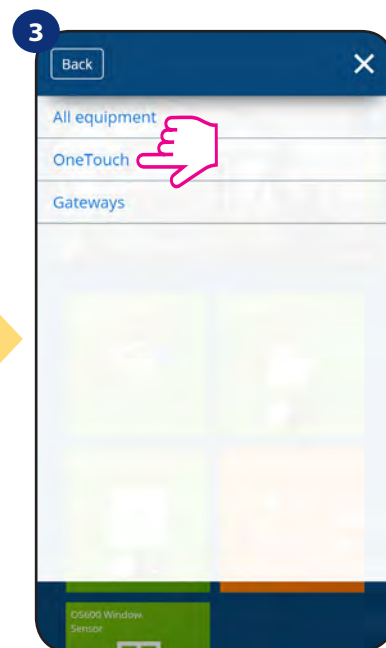 3
Back
All equipment
OneTouch
Gateways
OS600 Window
Sensor